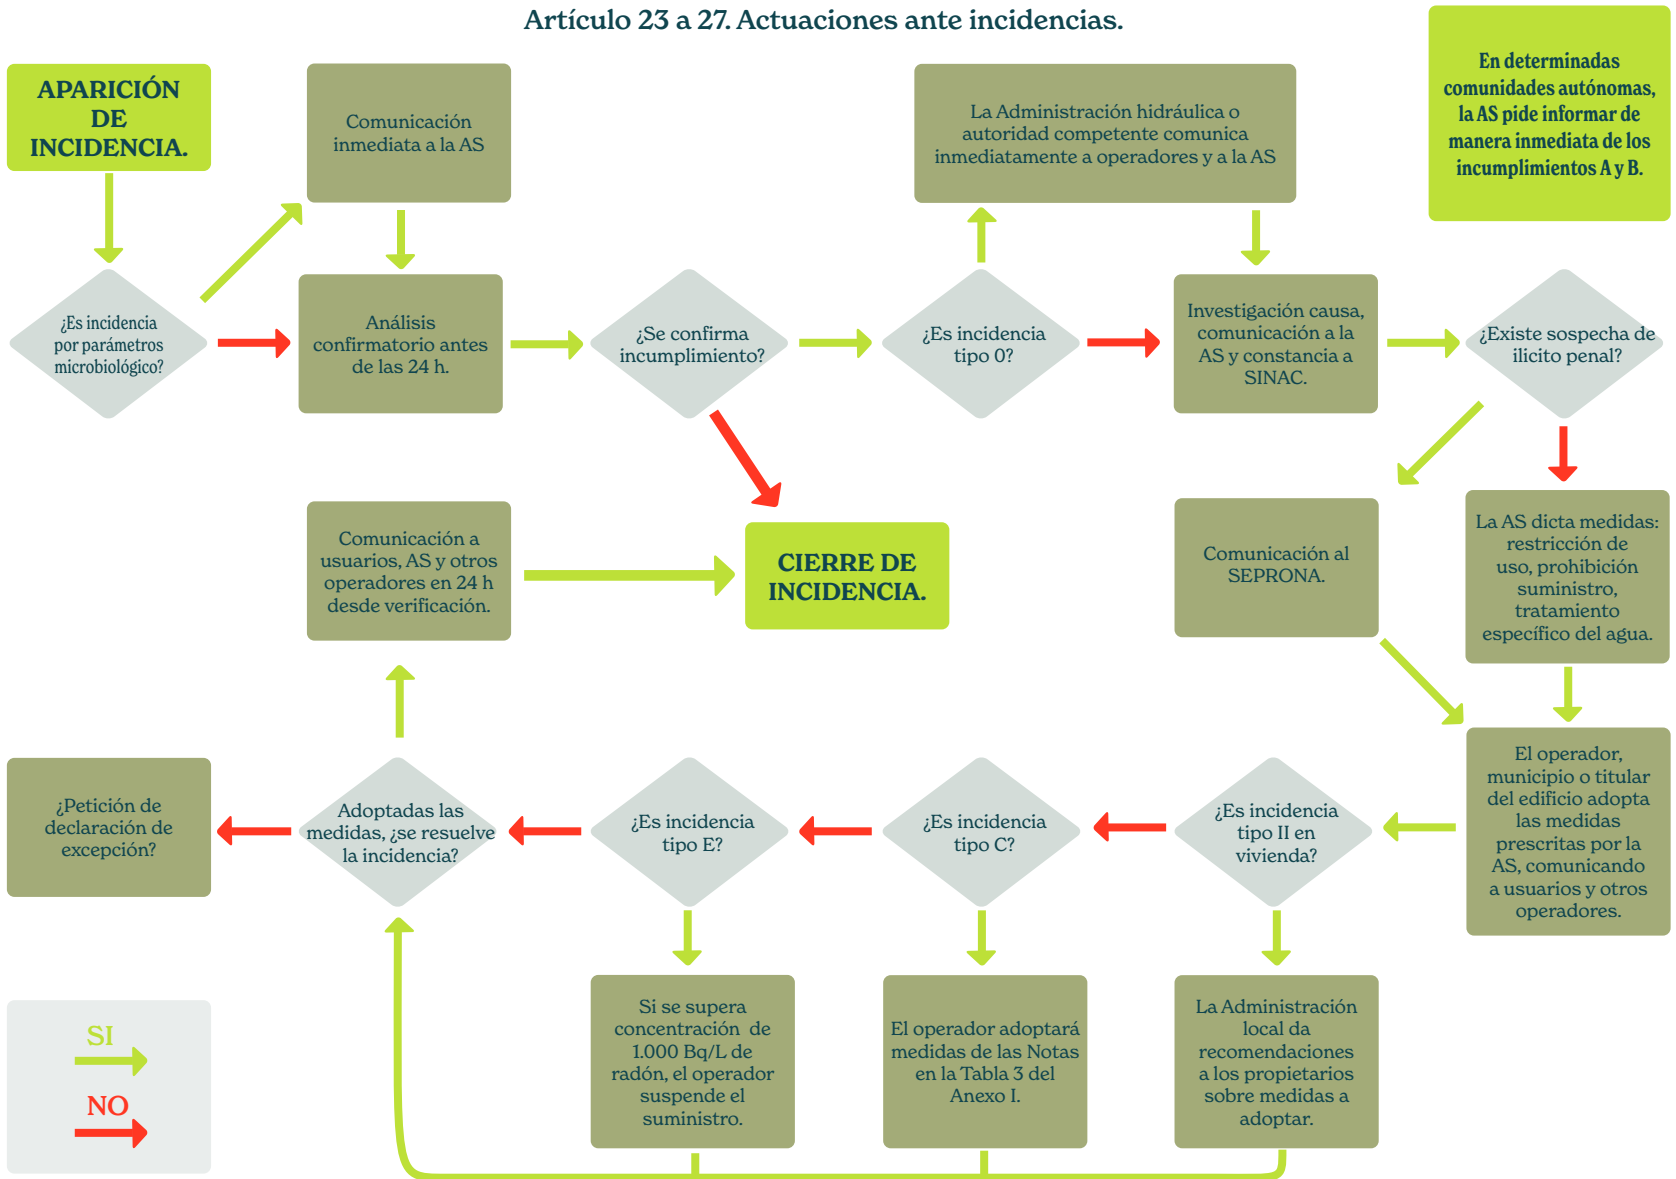 Artículo 23 a 27. Actuaciones ante incidencias.
APARICIÓN
DE
INCIDENCIA.
Comunicación
inmediata a la AS
La Administración hidráulica o
autoridad competente comunica
inmediatamente a operadores y a la AS
En determinadas
comunidades autónomas,
la AS pide informar de
manera inmediata de los
incumplimientos A y B.
¿Es incidencia
por parámetros
microbiológico?
Análisis
confirmatorio antes
de las 24 h.
¿Se confirma
incumplimiento?
¿Es incidencia
tipo 0?
Investigación causa,
comunicación a la
AS y constancia a
SINAC.
¿Existe sospecha de
ilicito penal?
Comunicación a
usuarios, AS y otros
operadores en 24 h
desde verificación.
CIERRE DE
INCIDENCIA.
Comunicación al
SEPRONA.
La AS dicta medidas:
restricción de
uso, prohibición
suministro,
tratamiento
específico del agua.
¿Petición de
declaración de
excepción?
Adoptadas las
medidas, ¿se resuelve
la incidencia?
¿Es incidencia
tipo E?
¿Es incidencia
tipo C?
¿Es incidencia
tipo II en
vivienda?
El operador,
municipio o titular
del edificio adopta
las medidas
prescritas por la
AS, comunicando
a usuarios y otros
operadores.
SI
NO
Si se supera
concentración de
1.000 Bq/L de
radón, el operador
suspende el
suministro.
El operador adoptará
medidas de las Notas
en la Tabla 3 del
Anexo I.
La Administración
local da
recomendaciones
a los propietarios
sobre medidas a
adoptar.